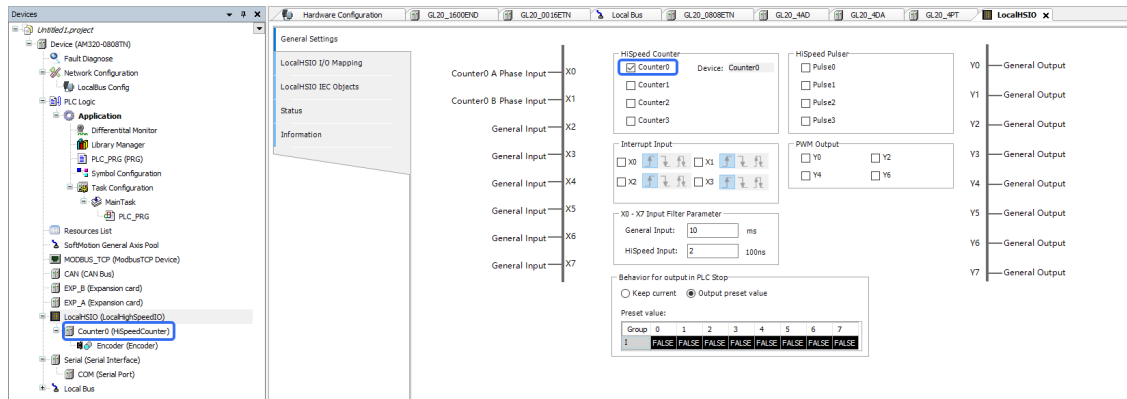 Devices
Untitled1.project
Device (AM320-0808TN)
Fault Diagnose
Network Configuration
LocalBus Config
PLC Logic
Application
Differentital Monitor
Library Manager
PLC_PRG (PRG)
Symbol Configuration
Task Configuration
MainTask
PLC_PRG
Resources List
SoftMotion General Axis Pool
MODBUS_TCP (ModbusTCP Device)
CAN (CAN Bus)
EXP_B (Expansion card)
EXP_A (Expansion card)
LocalHSIO (LocalHighSpeedIO)
Counter0 (HiSpeedCounter)
Encoder (Encoder)
Serial (Serial Interface)
COM (Serial Port)
Local Bus
Hardware Configuration GL20_1600END GL20_0016ETN Local Bus GL20_0808ETN GL20_4AD GL20_4DA GL20_4PT LocalHSIO
General Settings
LocalHSIO I/O Mapping
LocalHSIO IEC Objects
Status
Information
Counter0 A Phase Input X0
Counter0 B Phase Input X1
General Input X2
General Input X3
General Input X4
General Input X5
General Input X6
General Input X7
HiSpeed Counter
Counter0 Device: Counter0
Counter1
Counter2
Counter3
Interrupt Input
X0 X1
X2 X3
X0 - X7 Input Filter Parameter
General Input: 10 ms
HiSpeed Input: 2 100ns
Behavior for output in PLC Stop
Keep current Output preset value
Preset value:
Group 0 1 2 3 4 5 6 7
I FALSE FALSE FALSE FALSE FALSE FALSE FALSE FALSE
HiSpeed Pulser
Pulse0
Pulse1
Pulse2
Pulse3
PWM Output
Y0 Y2
Y4 Y6
Y0 General Output
Y1 General Output
Y2 General Output
Y3 General Output
Y4 General Output
Y5 General Output
Y6 General Output
Y7 General Output